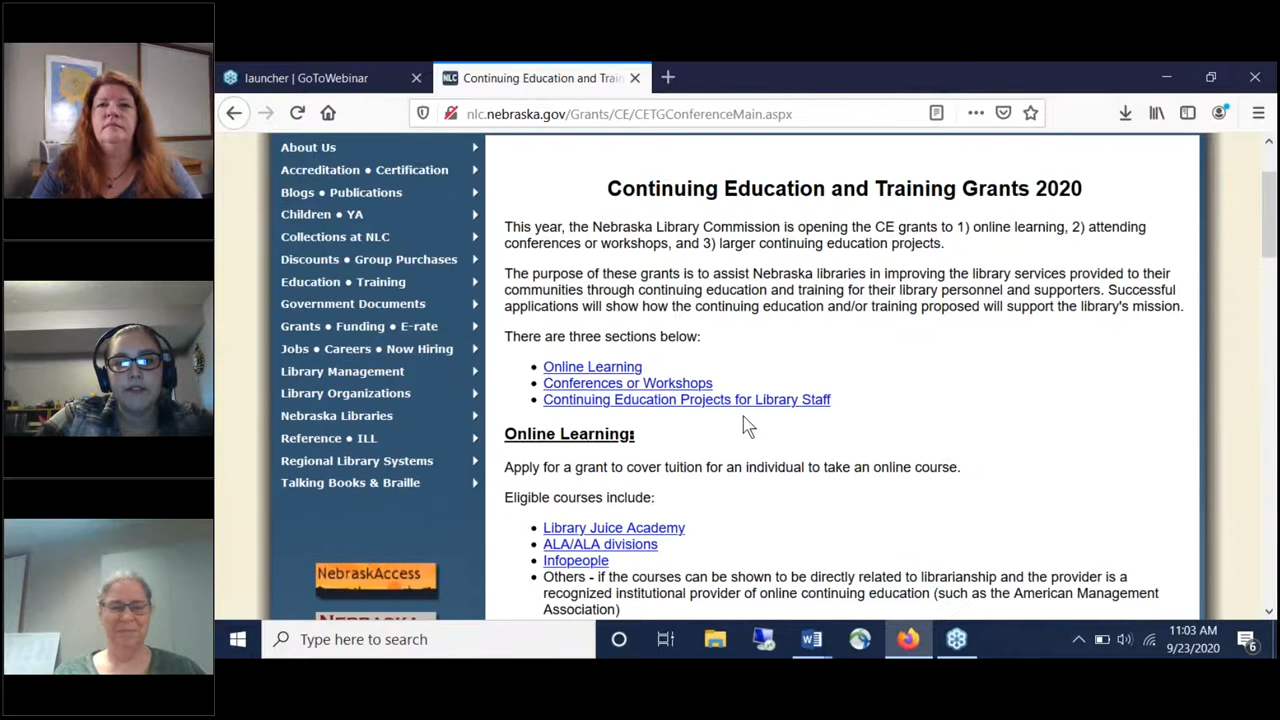 launcher | GoToWebinar
NLC Continuing Education and Train
nlc.nebraska.gov/Grants/CE/CETGConferenceMain.aspx
About Us
Accreditation • Certification
Blogs • Publications
Children • YA
Collections at NLC
Discounts • Group Purchases
Education • Training
Government Documents
Grants • Funding • E-rate
Jobs • Careers • Now Hiring
Library Management
Library Organizations
Nebraska Libraries
Reference • ILL
Regional Library Systems
Talking Books & Braille
NebraskAccess
Continuing Education and Training Grants 2020
This year, the Nebraska Library Commission is opening the CE grants to 1) online learning, 2) attending
conferences or workshops, and 3) larger continuing education projects.
The purpose of these grants is to assist Nebraska libraries in improving the library services provided to their
communities through continuing education and training for their library personnel and supporters. Successful
applications will show how the continuing education and/or training proposed will support the library's mission.
There are three sections below:
• Online Learning
• Conferences or Workshops
• Continuing Education Projects for Library Staff
Online Learning:
Apply for a grant to cover tuition for an individual to take an online course.
Eligible courses include:
• Library Juice Academy
• ALA/ALA divisions
• Infopeople
• Others - if the courses can be shown to be directly related to librarianship and the provider is a
recognized institutional provider of online continuing education (such as the American Management
Association)
Type here to search
11:03 AM
9/23/2020
6